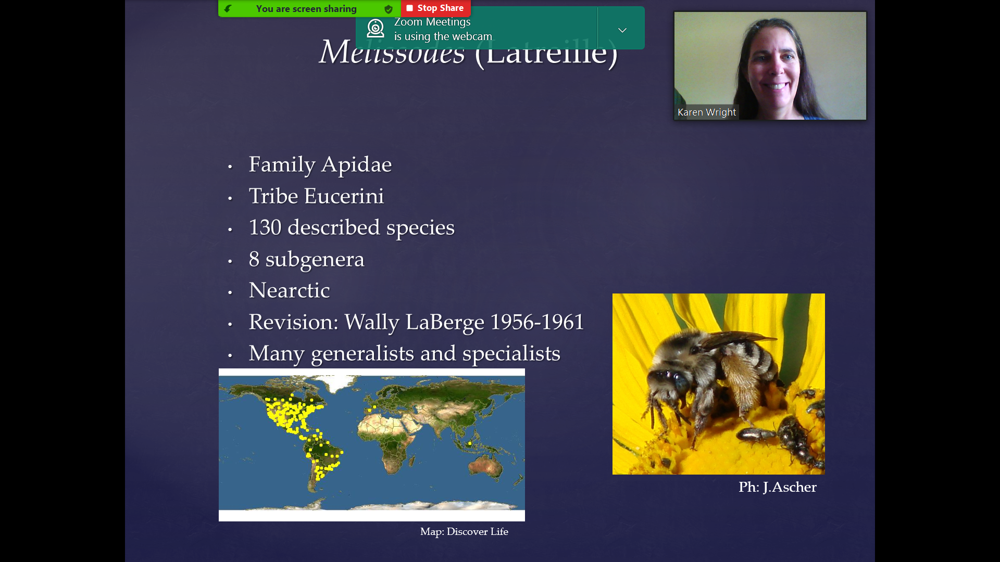 You are screen sharing
Stop Share
Zoom Meetings
is using the webcam
Melissodes (Latreille)
Karen Wright
• Family Apidae
• Tribe Eucerini
• 130 described species
• 8 subgenera
• Nearctic
• Revision: Wally LaBerge 1956-1961
• Many generalists and specialists
Ph: J.Ascher
Map: Discover Life